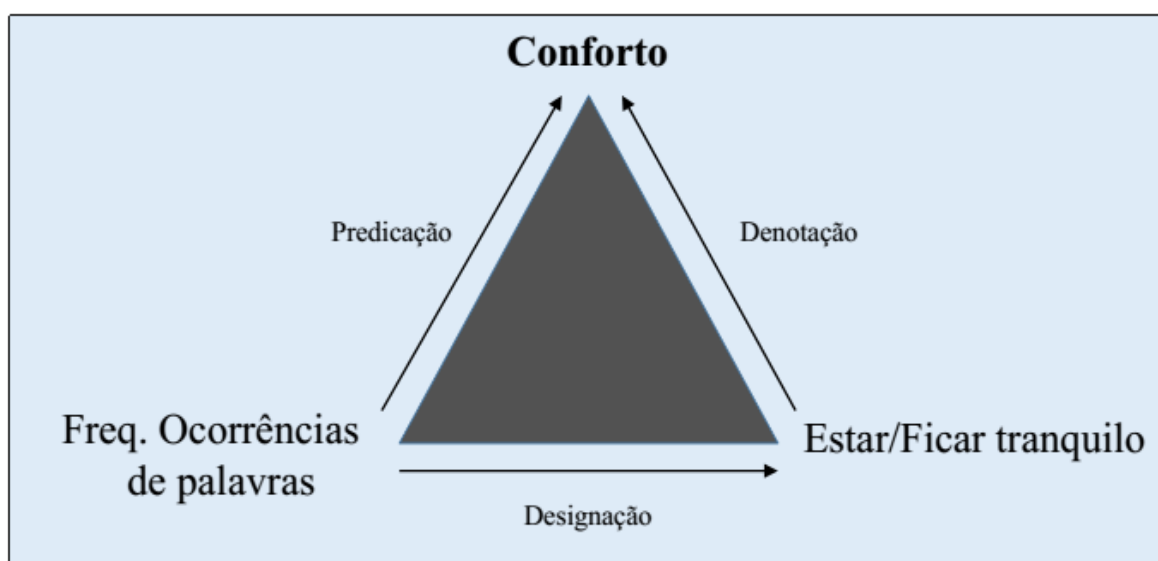 Conforto
Predicação
Denotação
Freq. Ocorrências
de palavras
Estar/Ficar tranquilo
Designação